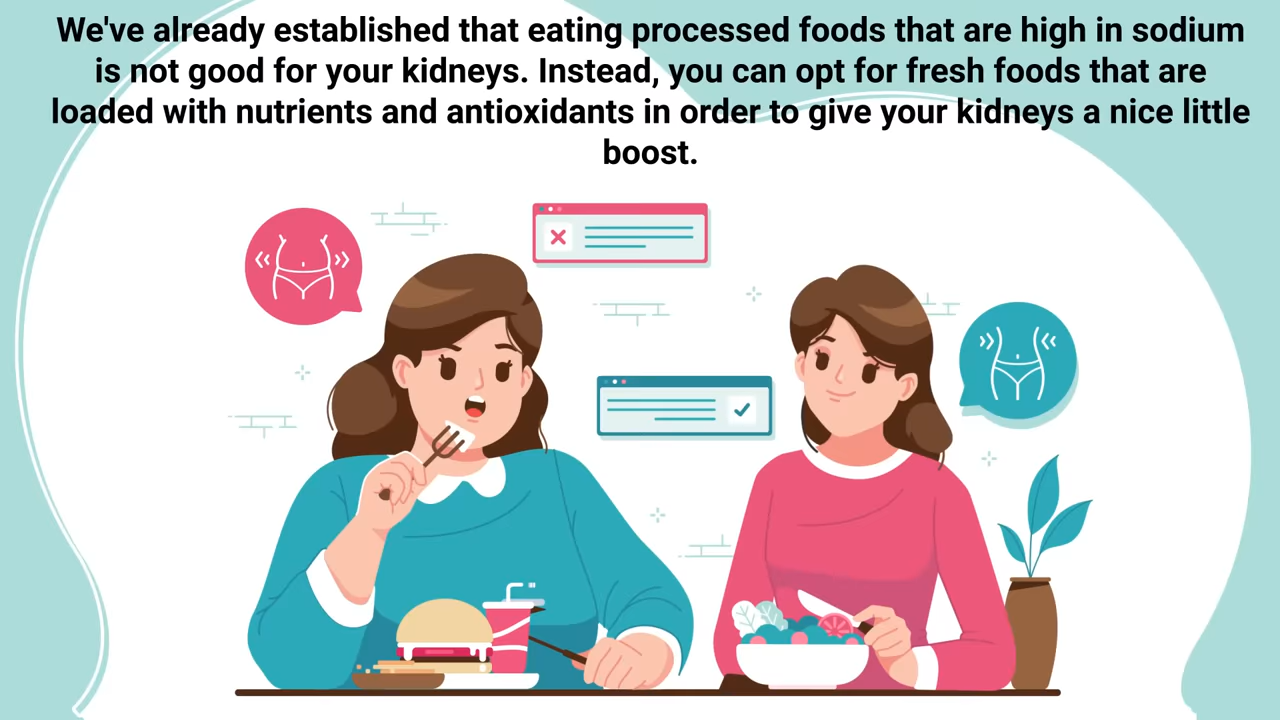 We've already established that eating processed foods that are high in sodium
is not good for your kidneys. Instead, you can opt for fresh foods that are
loaded with nutrients and antioxidants in order to give your kidneys a nice little
boost.